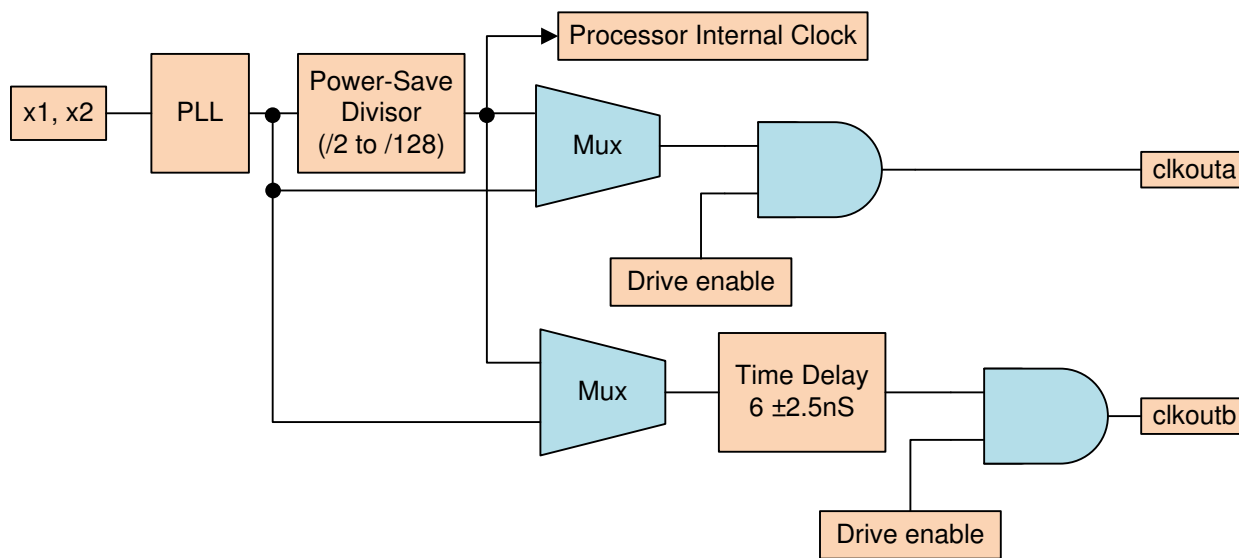 Processor Internal Clock
x1, x2
PLL
Power-Save
Divisor
(/2 to /128)
Mux
clkouta
Drive enable
Mux
Time Delay
6 ±2.5nS
clkoutb
Drive enable